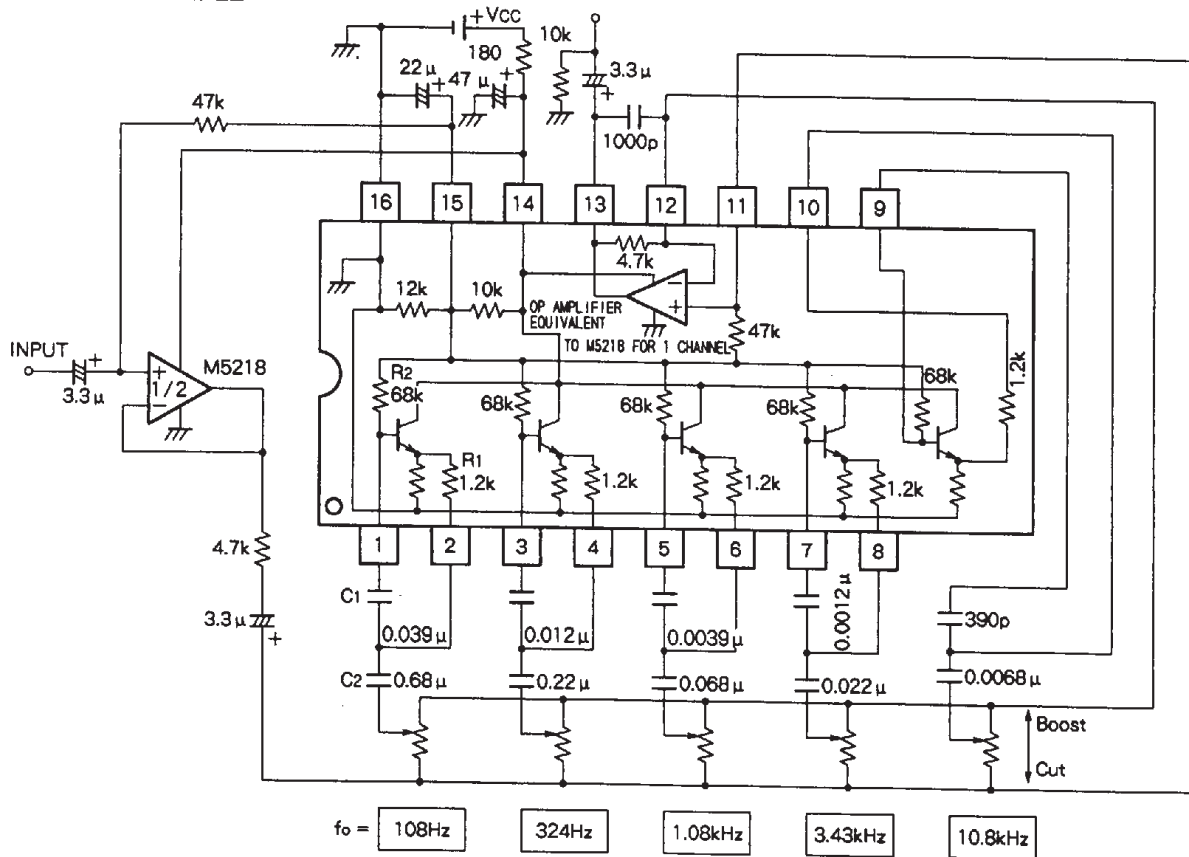 +Vcc
10k
180
22µ
47 µ
3.3µ
47k
1000p
16
15
14
13
12
11
10
9
4.7k
12k
10k
OP AMPLIFIER
EQUIVALENT
TO M5218 FOR 1 CHANNEL
47k
INPUT
3.3µ
M5218
1/2
R2
68k
68k
68k
68k
68k
1.2k
R1
1.2k
1.2k
1.2k
1.2k
1
2
3
4
5
6
7
8
4.7k
3.3µ
C1
0.039µ
0.012µ
0.0039µ
0.0012µ
390p
C2
0.68µ
0.22µ
0.068µ
0.022µ
0.0068µ
Boost
Cut
fo = 108Hz 324Hz 1.08kHz 3.43kHz 10.8kHz